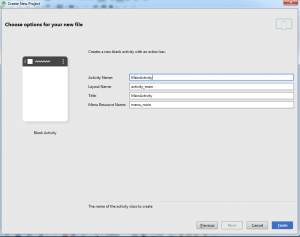 Create New Project
Choose options for your new file
Creates a new blank activity with an action bar.
Activity Name: MainActivity
Layout Name: activity_main
Title: MainActivity
Menu Resource Name: menu_main
Blank Activity
The name of the activity class to create
Previous Next Cancel Finish